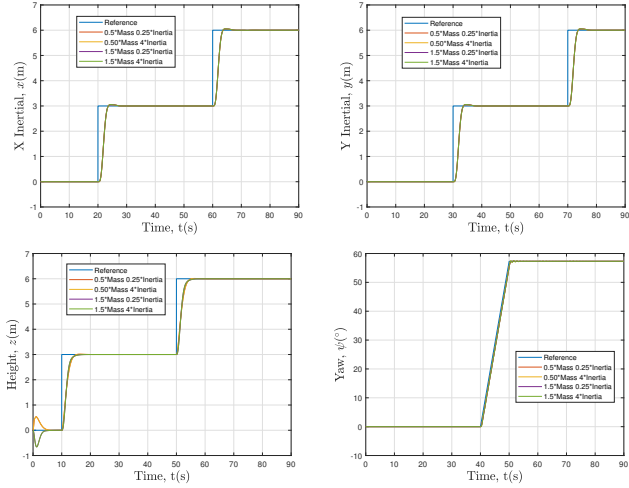 7
6
5
4
3
2
1
0
-1
X Inertial, x(m)
Reference
0.5*Mass 0.25*Inertia
0.50*Mass 4*Inertia
1.5*Mass 0.25*Inertia
1.5*Mass 4*Inertia
0 10 20 30 40 50 60 70 80 90
Time, t(s)
7
6
5
4
3
2
1
0
-1
Y Inertial, y(m)
Reference
0.5*Mass 0.25*Inertia
0.50*Mass 4*Inertia
1.5*Mass 0.25*Inertia
1.5*Mass 4*Inertia
0 10 20 30 40 50 60 70 80 90
Time, t(s)
7
6
5
4
3
2
1
0
-1
Height, z(m)
Reference
0.5*Mass 0.25*Inertia
0.50*Mass 4*Inertia
1.5*Mass 0.25*Inertia
1.5*Mass 4*Inertia
0 10 20 30 40 50 60 70 80 90
Time, t(s)
60
50
40
30
20
10
0
-10
Yaw, ψ(°)
Reference
0.5*Mass 0.25*Inertia
0.50*Mass 4*Inertia
1.5*Mass 0.25*Inertia
1.5*Mass 4*Inertia
0 10 20 30 40 50 60 70 80 90
Time, t(s)